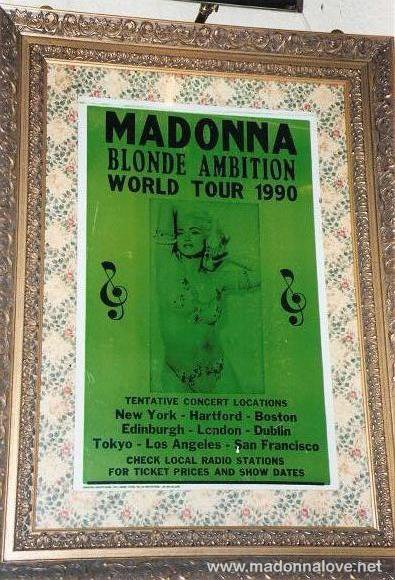 MADONNA
BLONDE AMBITION
WORLD TOUR 1990
TENTATIVE CONCERT LOCATIONS
New York - Hartford - Boston
Edinburgh - London - Dublin
Tokyo - Los Angeles - San Francisco
CHECK LOCAL RADIO STATIONS
FOR TICKET PRICES AND SHOW DATES
www.madonnalove.net